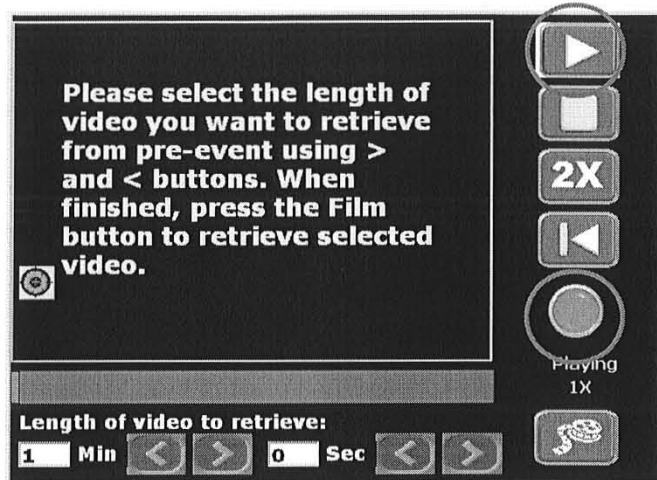 Please select the length of
video you want to retrieve
from pre-event using >
and < buttons. When
finished, press the Film
button to retrieve selected
video.
2X
Playing
1X
Length of video to retrieve:
1 Min < > 0 Sec < >